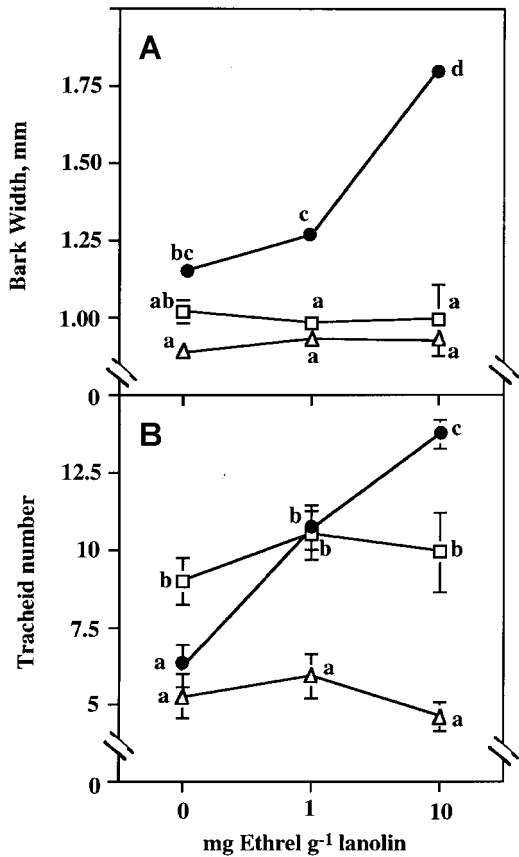 A
1.75
1.50
1.25
1.00
0
Bark Width, mm
bc
c
d
ab
a
a
a
a
a
B
12.5
10
7.5
5
0
Tracheid number
c
b
b
b
b
a
a
a
a
0 1 10
mg Ethrel g-1 lanolin